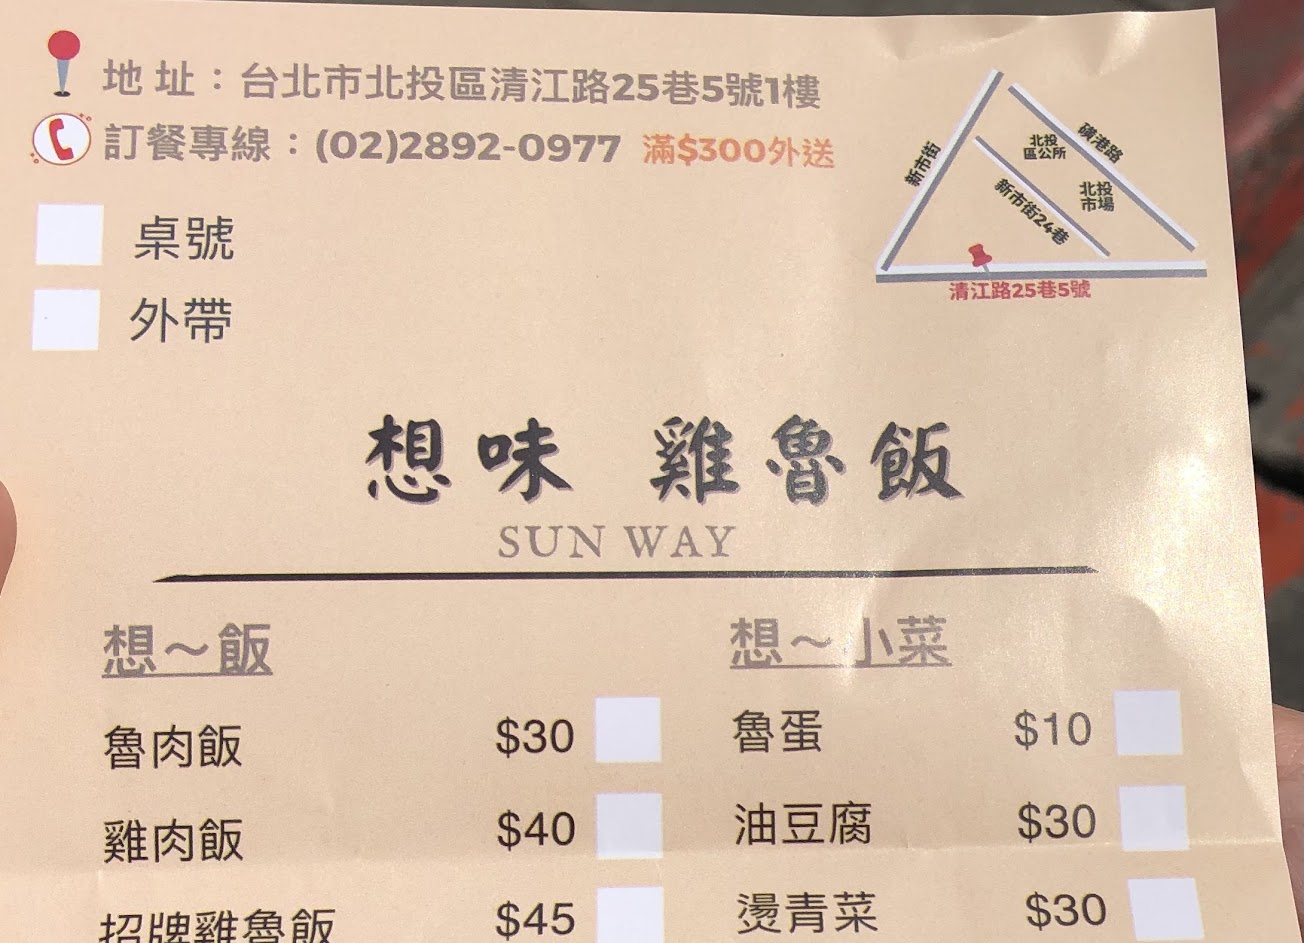 地址：台北市北投區清江路25巷5號1樓
訂餐專線：(02)2892-0977 滿$300外送
新市街
磺港路
北投
區公所
北投
市場
新市街24巷
清江路25巷5號
桌號
外帶
想味 雞魯飯
SUN WAY
想～飯
魯肉飯 $30
雞肉飯 $40
招牌雞魯飯 $45
想～小菜
魯蛋 $10
油豆腐 $30
燙青菜 $30